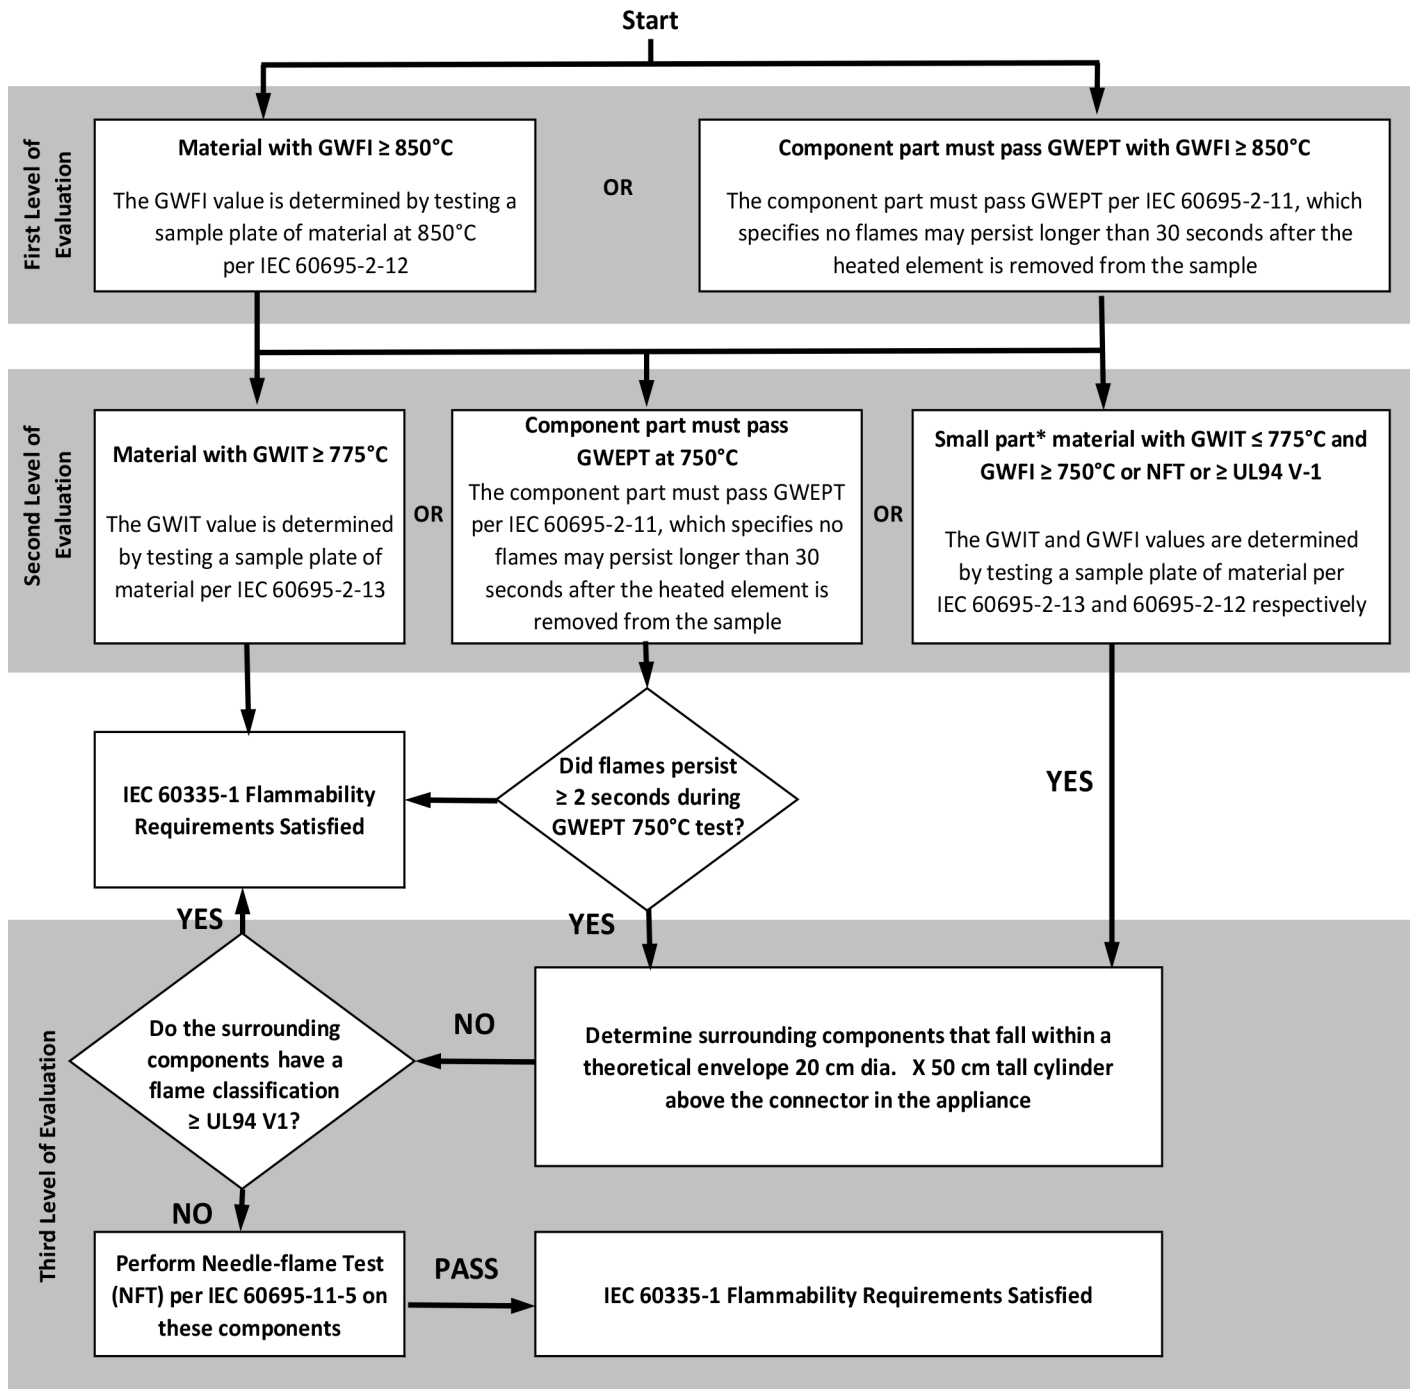 Start
First Level of
Evaluation
Material with GWFI ≥ 850°C
The GWFI value is determined by testing a
sample plate of material at 850°C
per IEC 60695-2-12
OR
Component part must pass GWEPT with GWFI ≥ 850°C
The component part must pass GWEPT per IEC 60695-2-11, which
specifies no flames may persist longer than 30 seconds after the
heated element is removed from the sample
Second Level of
Evaluation
Material with GWIT ≥ 775°C
The GWIT value is determined
by testing a sample plate of
material per IEC 60695-2-13
OR
Component part must pass
GWEPT at 750°C
The component part must pass GWEPT
per IEC 60695-2-11, which specifies no
flames may persist longer than 30
seconds after the heated element is
removed from the sample
OR
Small part* material with GWIT ≤ 775°C and
GWFI ≥ 750°C or NFT or ≥ UL94 V-1
The GWIT and GWFI values are determined
by testing a sample plate of material per
IEC 60695-2-13 and 60695-2-12 respectively
IEC 60335-1 Flammability
Requirements Satisfied
Did flames persist
≥ 2 seconds during
GWEPT 750°C test?
YES
YES
YES
Third Level of Evaluation
Do the surrounding
components have a
flame classification
≥ UL94 V1?
NO
Determine surrounding components that fall within a
theoretical envelope 20 cm dia. X 50 cm tall cylinder
above the connector in the appliance
NO
Perform Needle-flame Test
(NFT) per IEC 60695-11-5 on
these components
PASS
IEC 60335-1 Flammability Requirements Satisfied